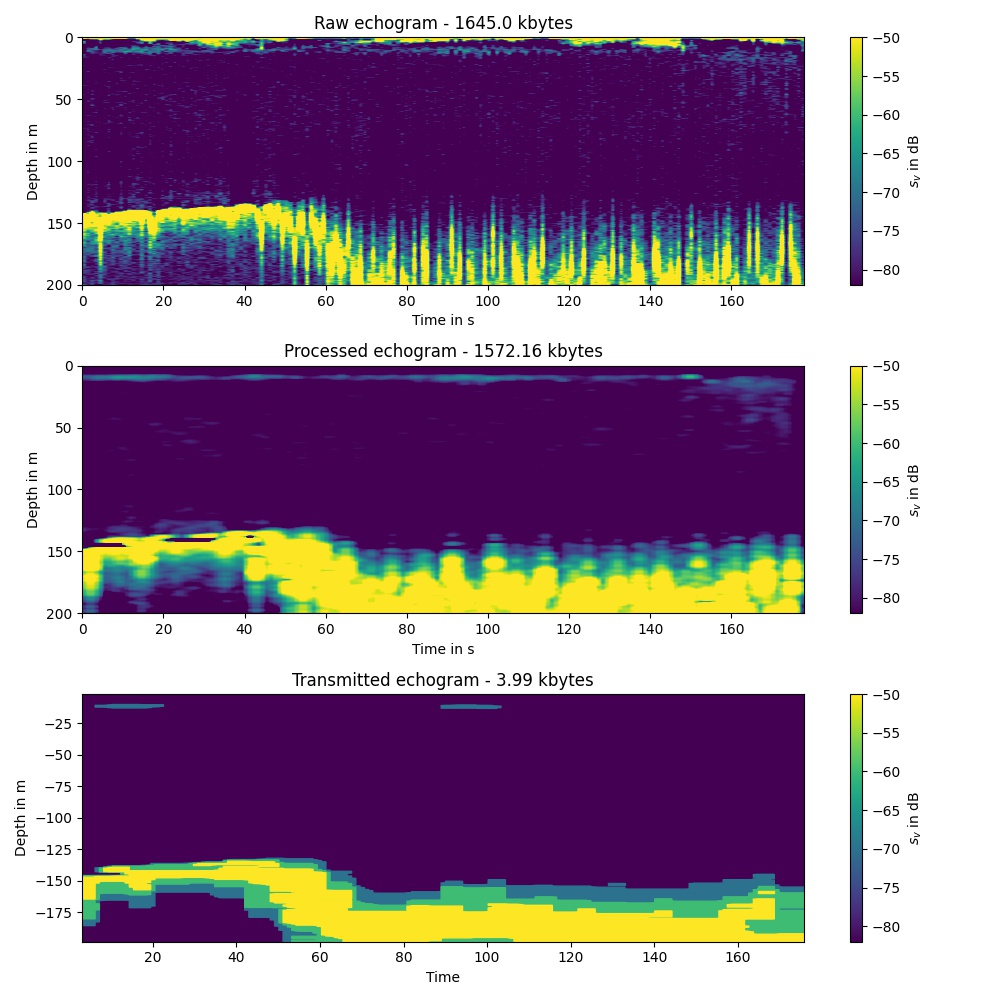 Raw echogram - 1645.0 kbytes
0
50
100
150
200
Depth in m
0 20 40 60 80 100 120 140 160
Time in s
−50
−55
−60
−65
−70
−75
−80
sv in dB
Processed echogram - 1572.16 kbytes
0
50
100
150
200
Depth in m
0 20 40 60 80 100 120 140 160
Time in s
−50
−55
−60
−65
−70
−75
−80
sv in dB
Transmitted echogram - 3.99 kbytes
−25
−50
−75
−100
−125
−150
−175
Depth in m
20 40 60 80 100 120 140 160
Time
−50
−55
−60
−65
−70
−75
−80
sv in dB